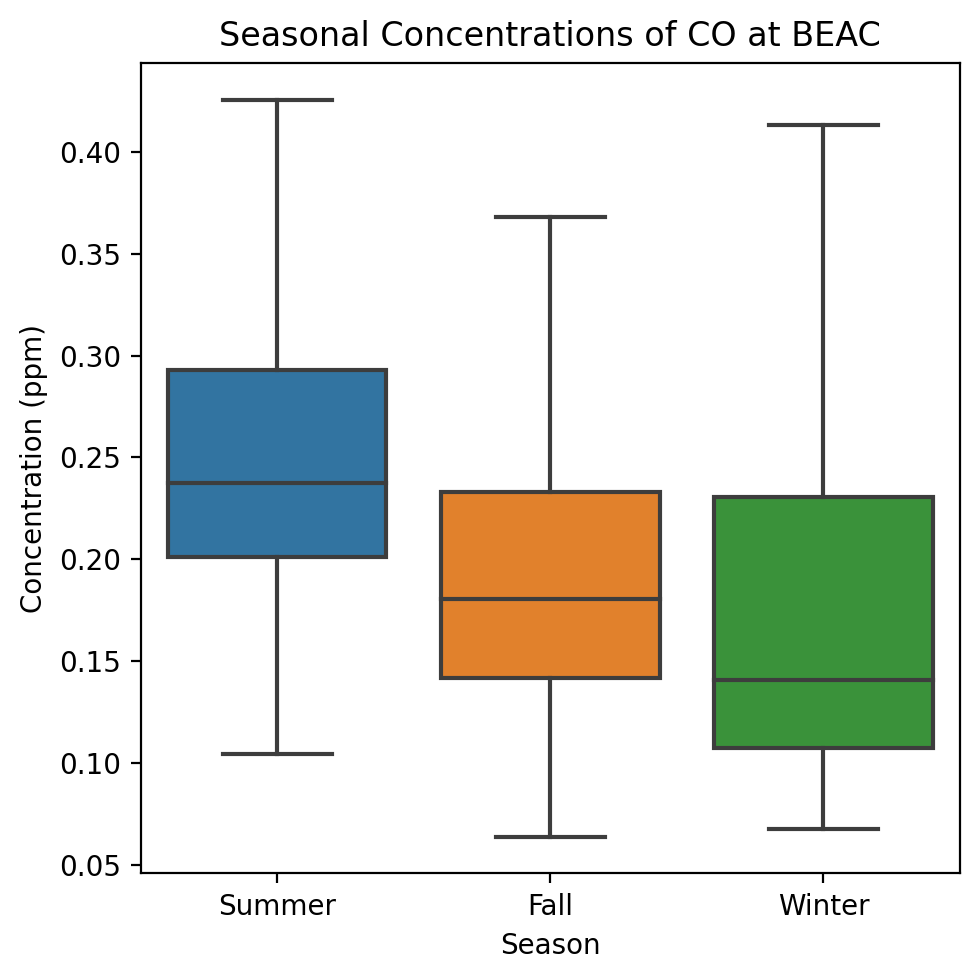 Seasonal Concentrations of CO at BEAC
Concentration (ppm)
0.40
0.35
0.30
0.25
0.20
0.15
0.10
0.05
Summer Fall Winter
Season